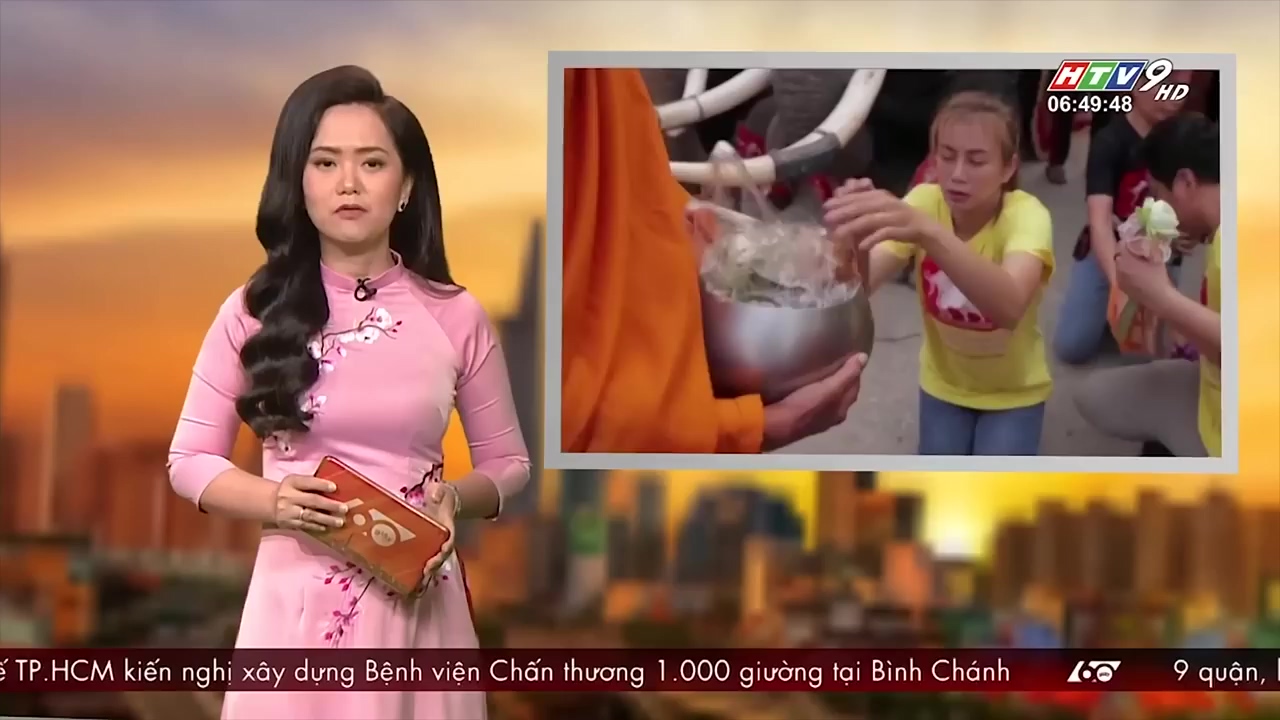 HTV9
HD
06:49:48
TP.HCM kiến nghị xây dựng Bệnh viện Chấn thương 1.000 giường tại Bình Chánh
60
9 quận,